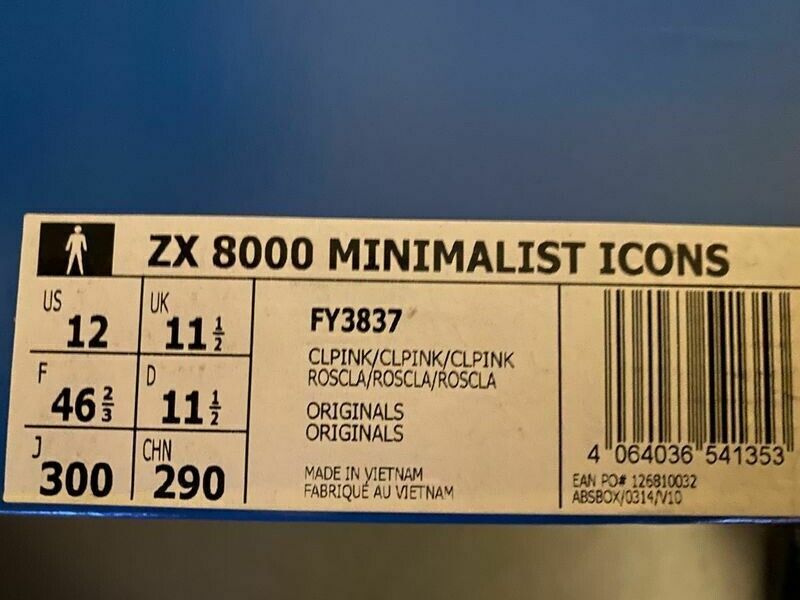 ZX 8000 MINIMALIST ICONS
US 12
UK 11 1/2
F 46 2/3
D 11 1/2
J 300
CHN 290
FY3837
CLPINK/CLPINK/CLPINK
ROSCLA/ROSCLA/ROSCLA
ORIGINALS
ORIGINALS
MADE IN VIETNAM
FABRIQUÉ AU VIETNAM
4 064036 541353
EAN PO# 126810032
ABSBOX/0314/V10